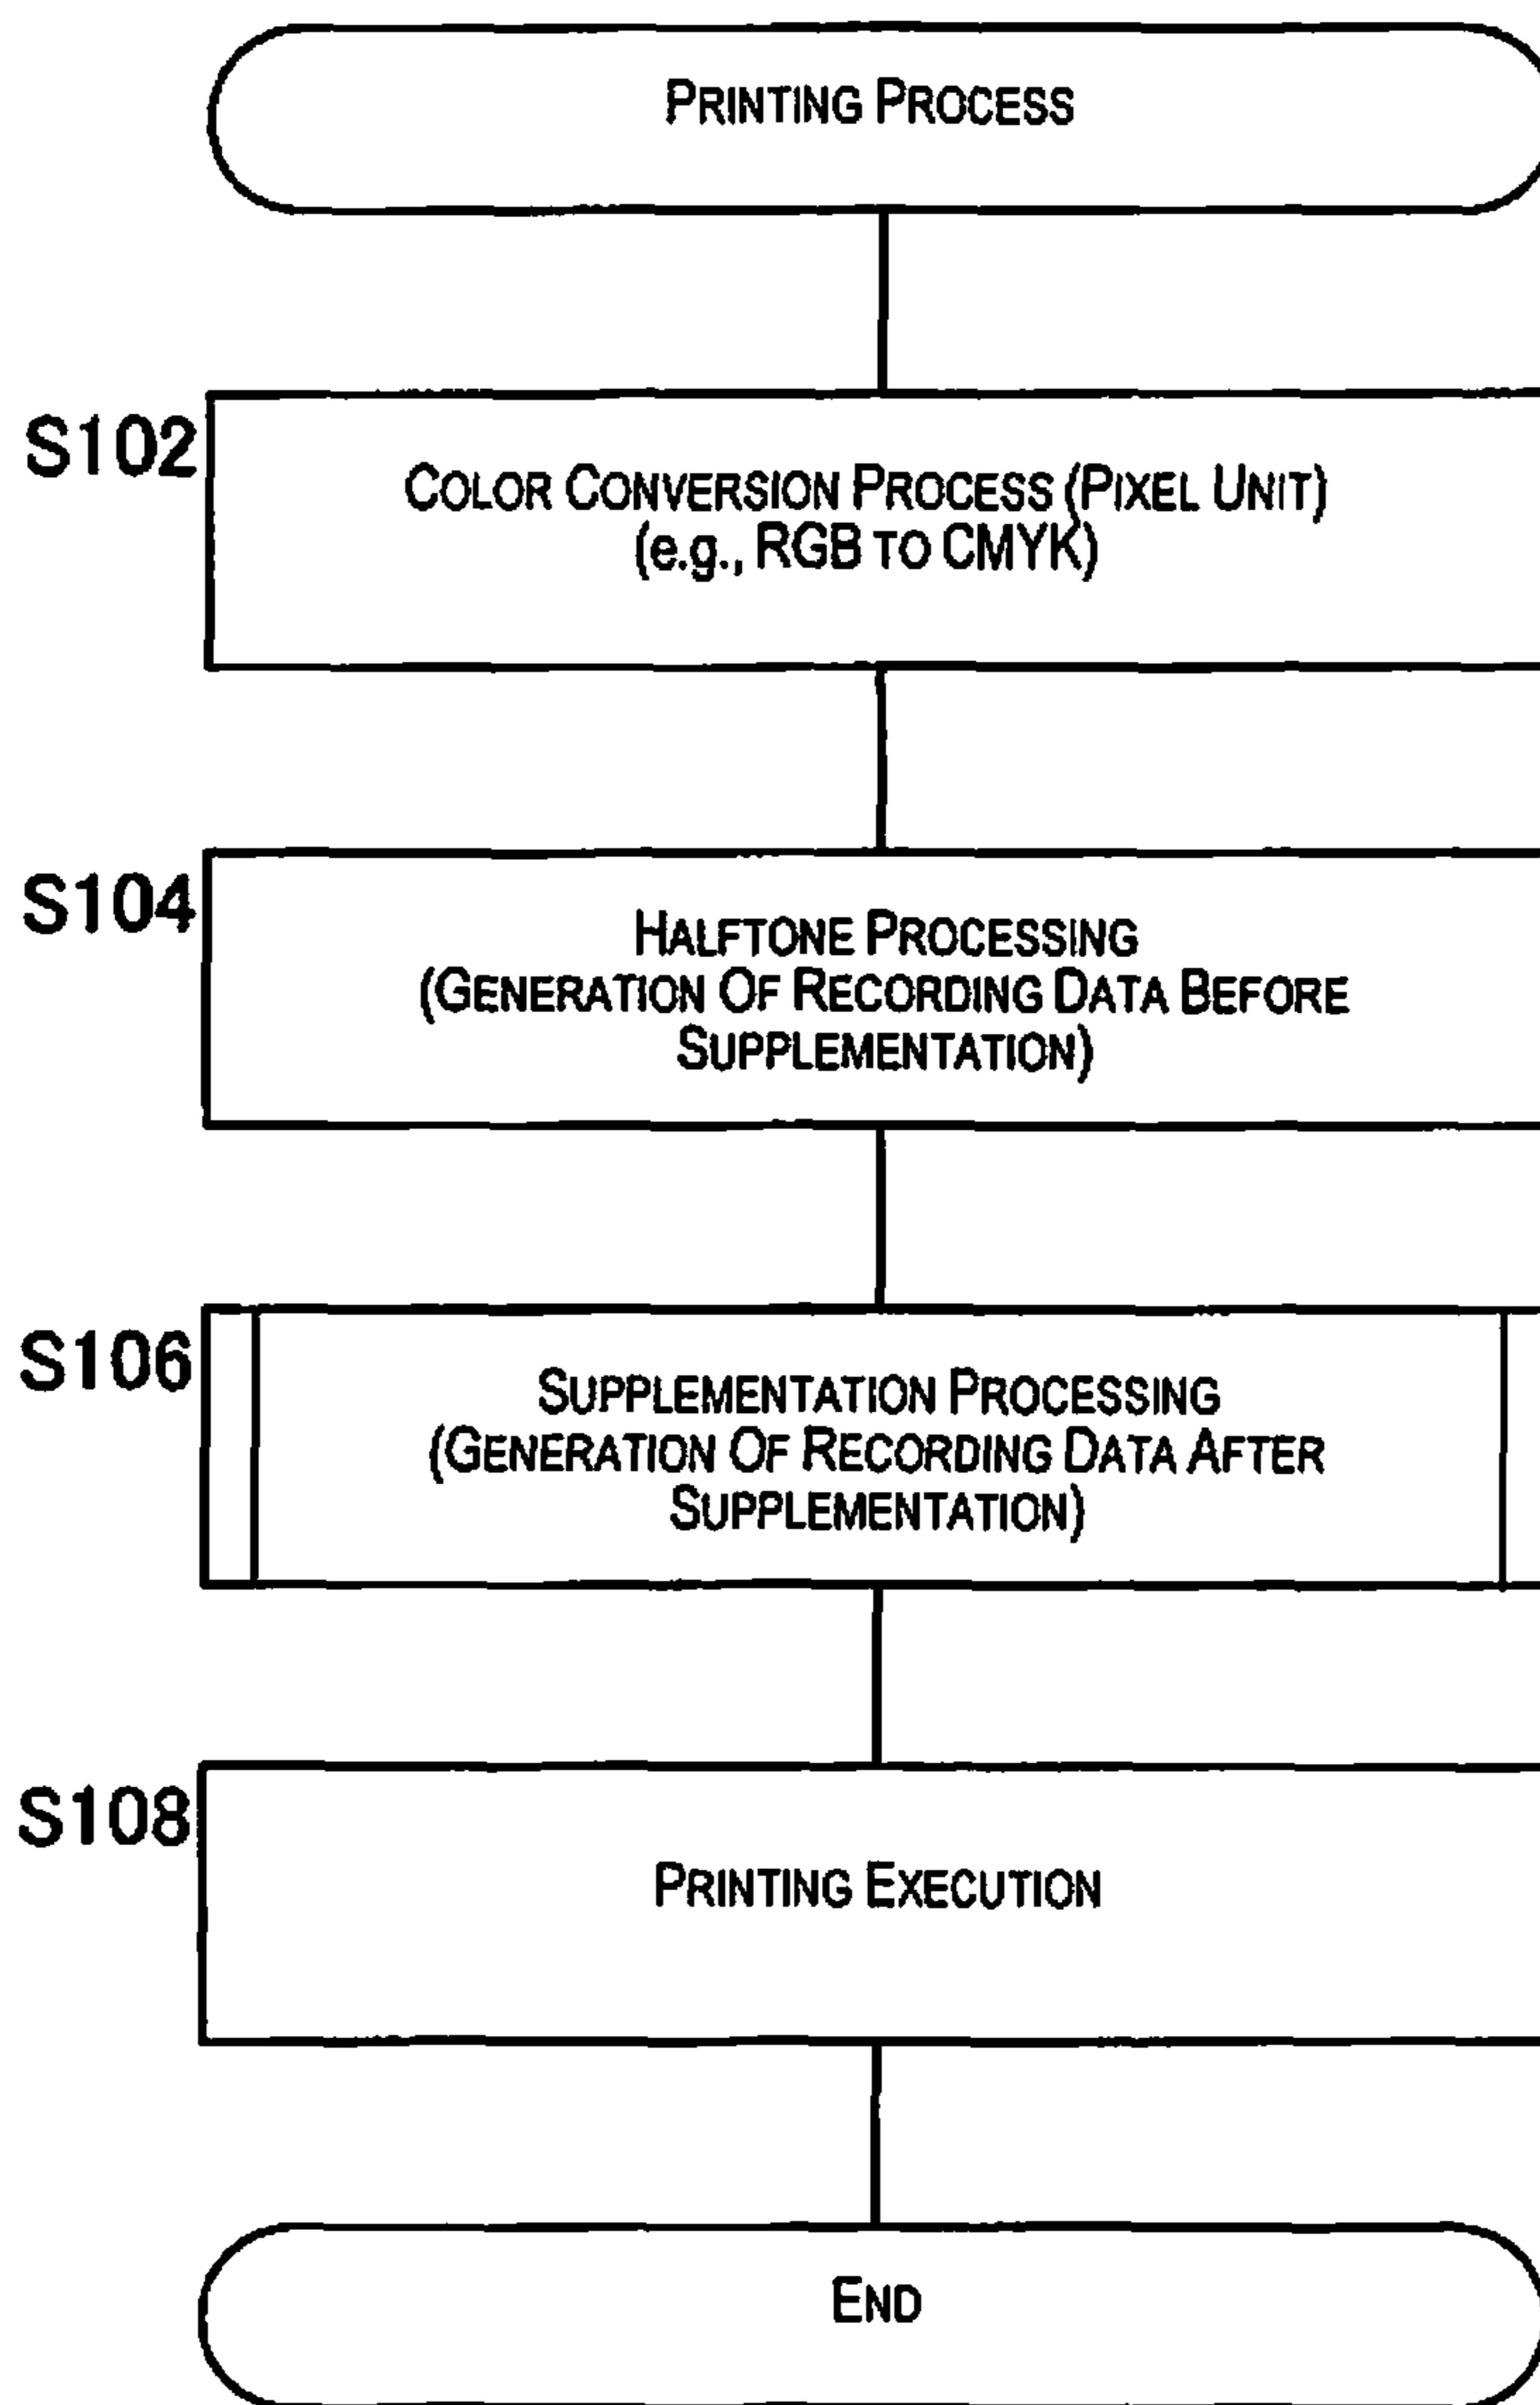 PRINTING PROCESS
S102
COLOR CONVERSION PROCESS (PIXEL UNIT)
(e.g., RGB TO CMYK)
S104
HALFTONE PROCESSING
(GENERATION OF RECORDING DATA BEFORE
SUPPLEMENTATION)
S106
SUPPLEMENTATION PROCESSING
(GENERATION OF RECORDING DATA AFTER
SUPPLEMENTATION)
S108
PRINTING EXECUTION
END